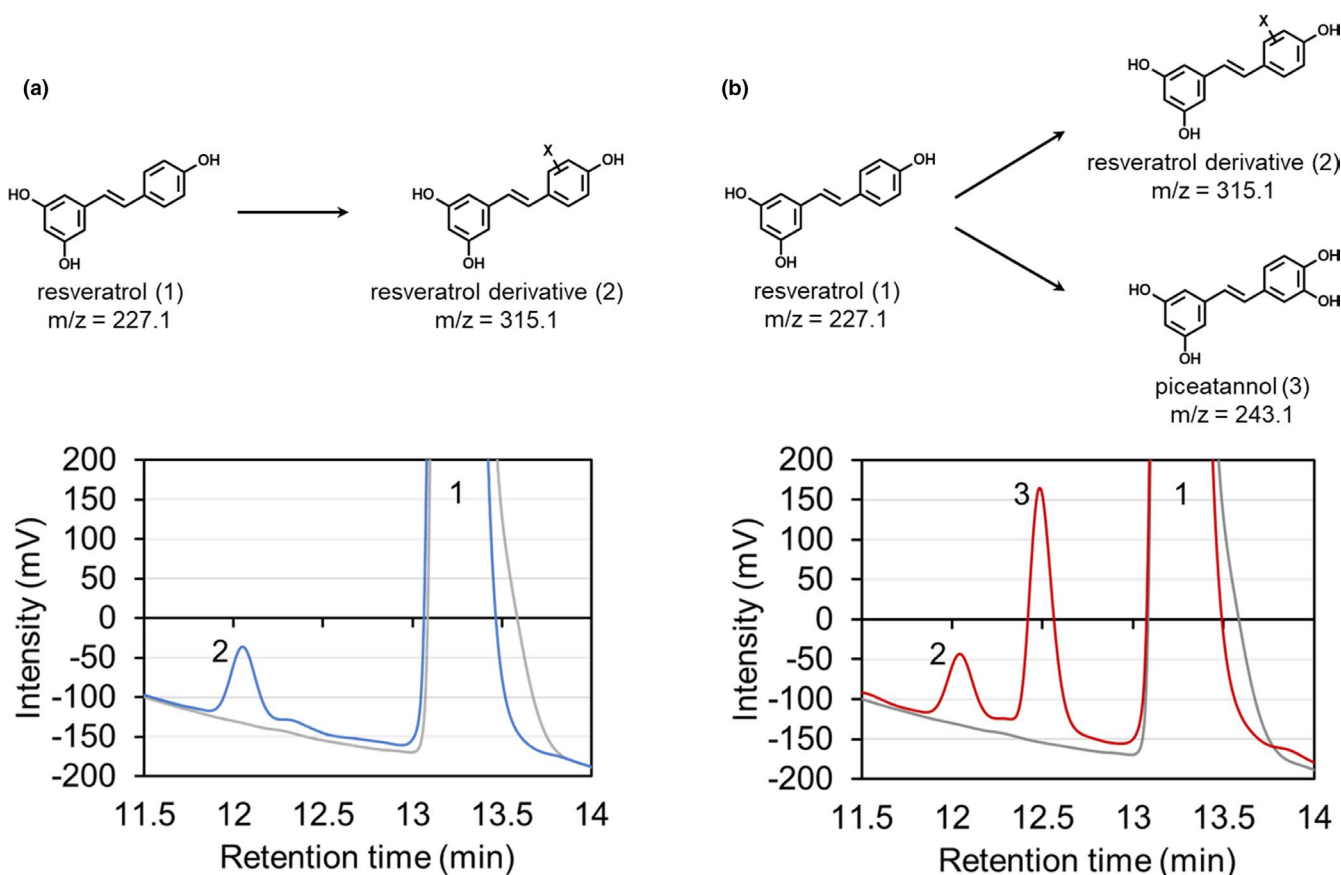 (a)
HO
OH
OH
resveratrol (1)
m/z = 227.1
X
OH
HO
OH
resveratrol derivative (2)
m/z = 315.1
200
150
100
50
0
-50
-100
-150
-200
Intensity (mV)
1
2
11.5 12 12.5 13 13.5 14
Retention time (min)
(b)
HO
OH
OH
resveratrol (1)
m/z = 227.1
X
OH
HO
OH
resveratrol derivative (2)
m/z = 315.1
OH
HO
OH
OH
piceatannol (3)
m/z = 243.1
200
150
100
50
0
-50
-100
-150
-200
Intensity (mV)
3
1
2
11.5 12 12.5 13 13.5 14
Retention time (min)